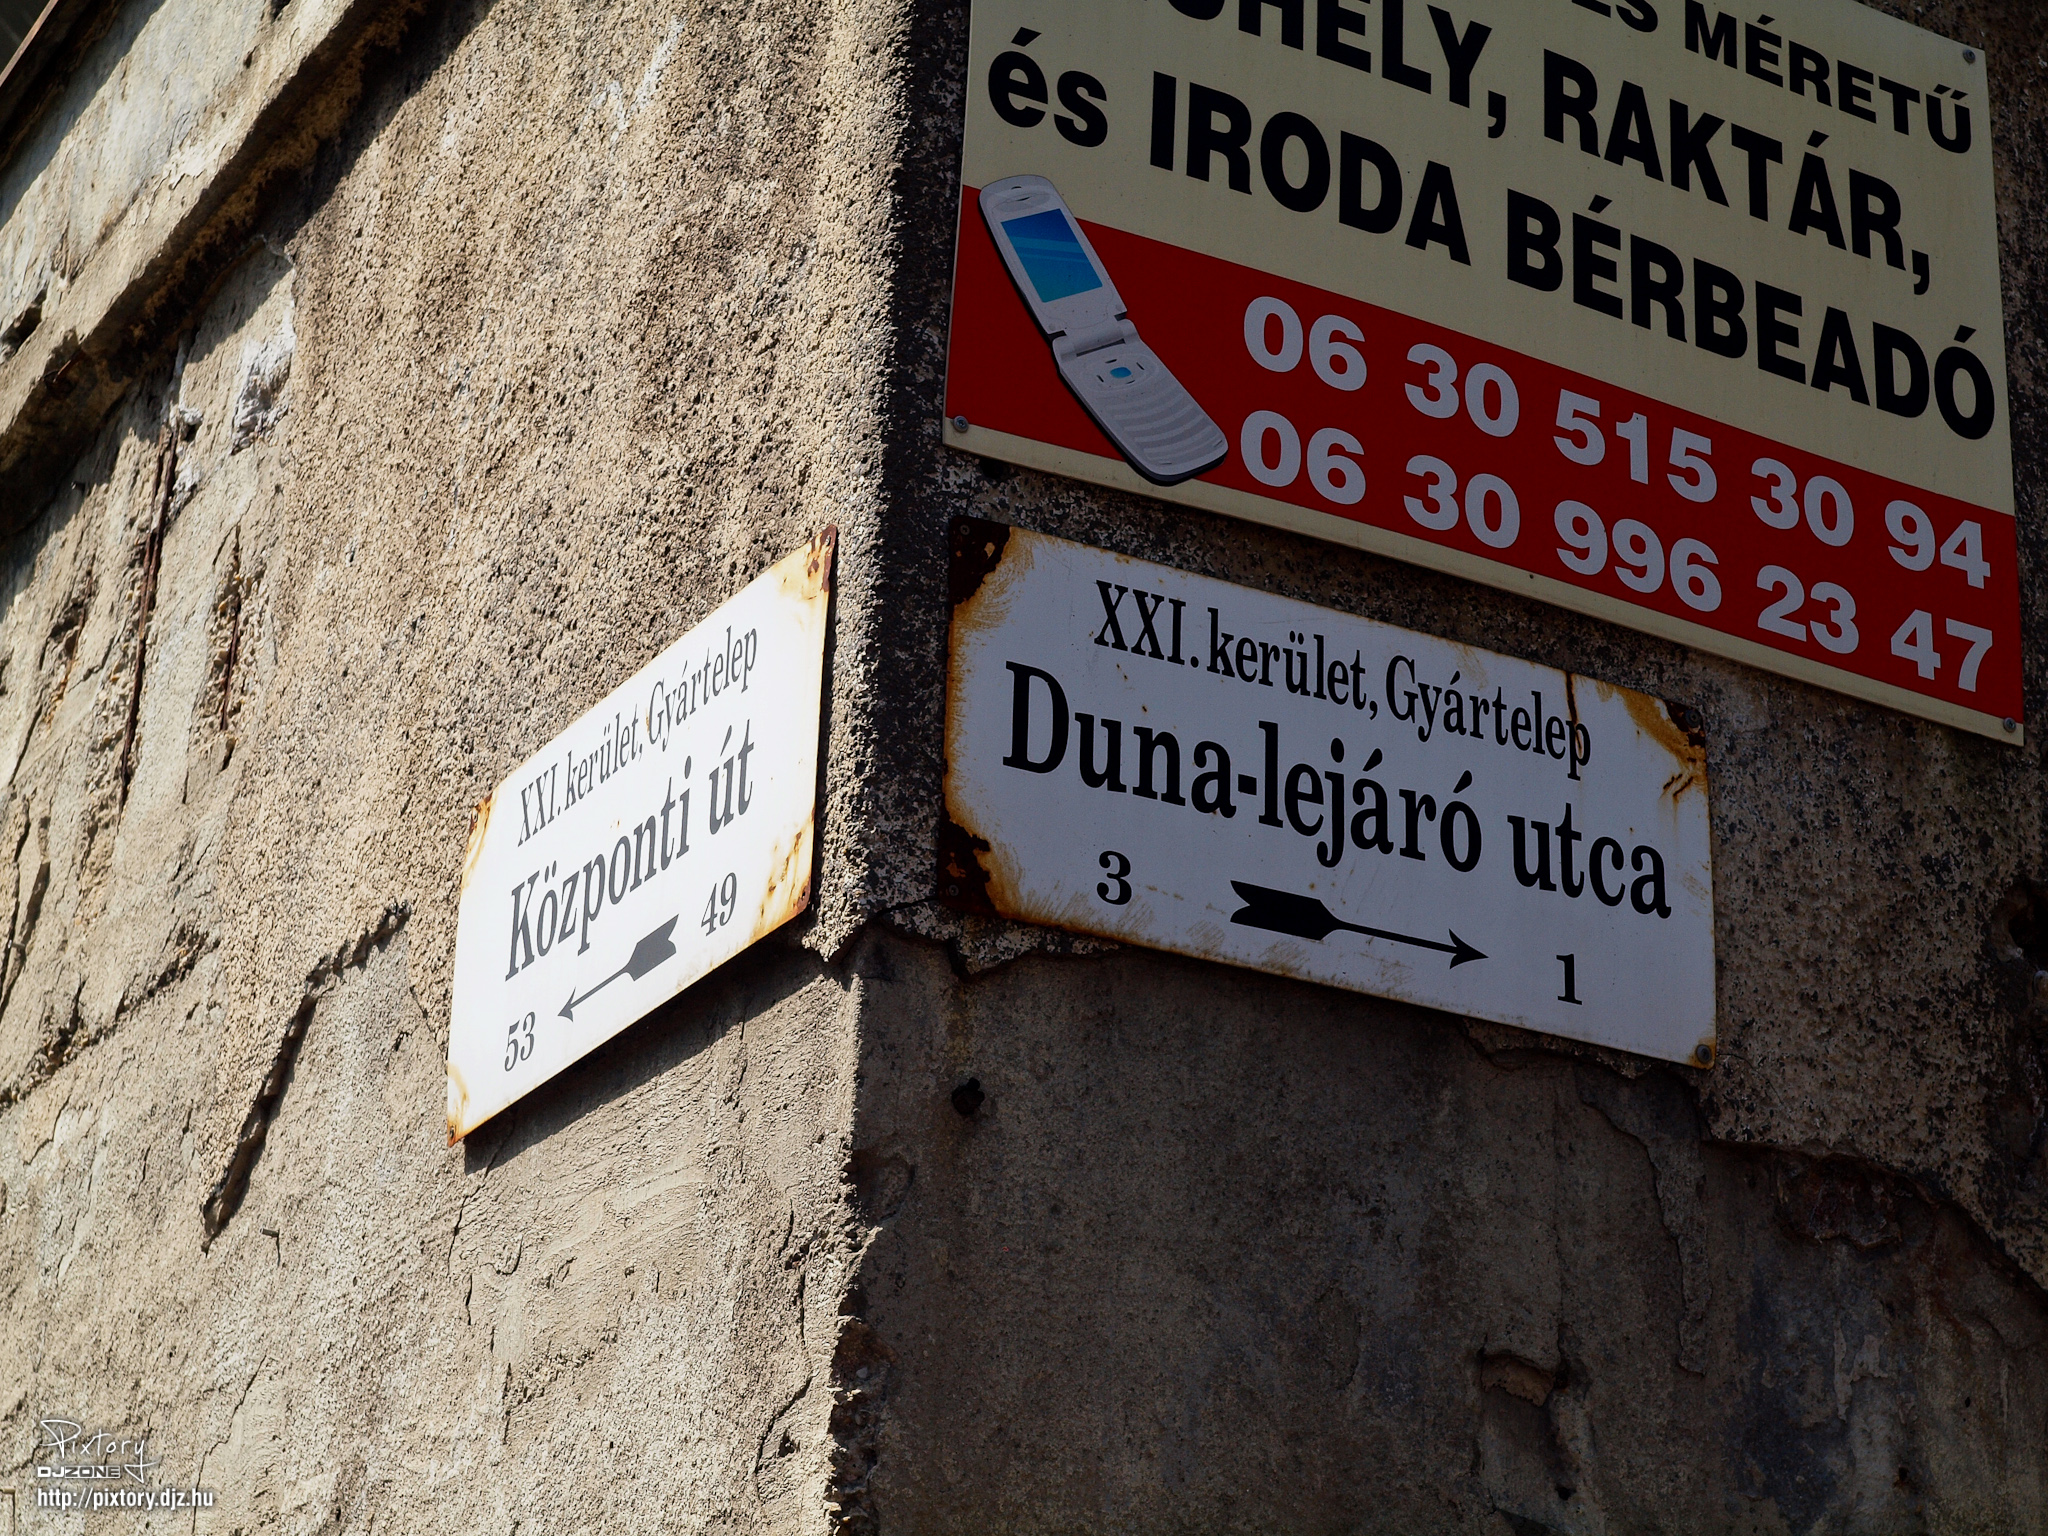 ES MÉRETŰ
RAKTÁR,
és IRODA BÉRBEADÓ
06 30 515 30 94
06 30 996 23 47
XXI. kerület, Gyártelep
Központi út
53 49
XXI. kerület, Gyártelep
Duna-lejáró utca
3 1
Pixtory
DJZONE
http://pixtory.djz.hu